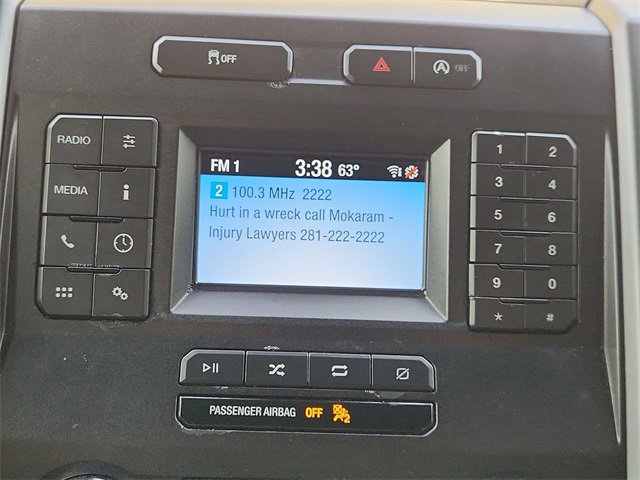 OFF
A OFF
RADIO
MEDIA
i
FM 1 3:38 63°
2 100.3 MHz 2222
Hurt in a wreck call Mokaram -
Injury Lawyers 281-222-2222
1 2
3 4
5 6
7 8
9 0
* #
PASSENGER AIRBAG OFF 2